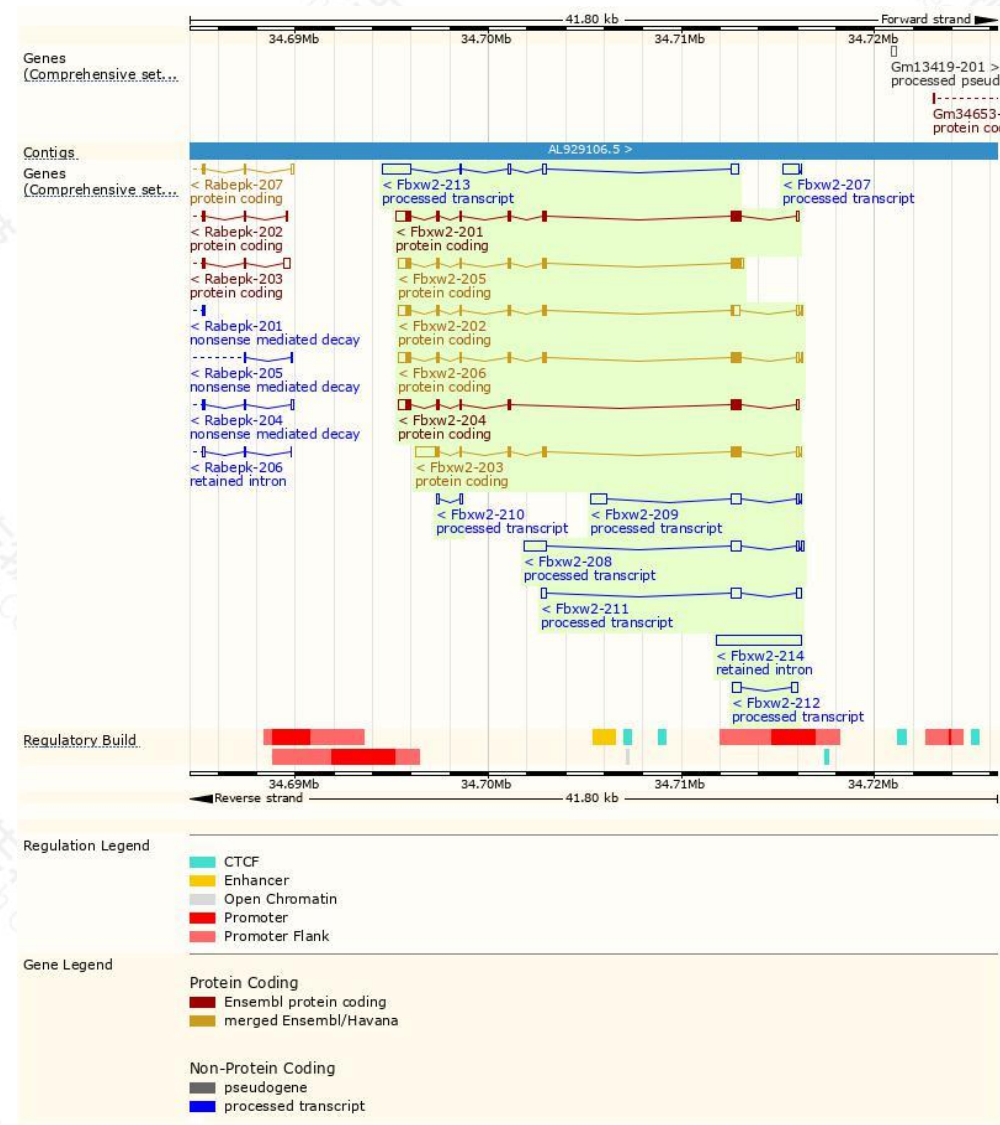 41.80 kb
Forward strand
34.69Mb 34.70Mb 34.71Mb 34.72Mb
Genes
(Comprehensive set...
Gm13419-201 >
processed pseud
Gm34653-
protein co
Contigs
AL929106.5 >
Genes
(Comprehensive set...
< Rabepk-207
protein coding
< Fbxw2-213
processed transcript
< Fbxw2-207
processed transcript
< Rabepk-202
protein coding
< Fbxw2-201
protein coding
< Rabepk-203
protein coding
< Fbxw2-205
protein coding
< Rabepk-201
nonsense mediated decay
< Fbxw2-202
protein coding
< Rabepk-205
nonsense mediated decay
< Fbxw2-206
protein coding
< Rabepk-204
nonsense mediated decay
< Fbxw2-204
protein coding
< Rabepk-206
retained intron
< Fbxw2-203
protein coding
< Fbxw2-210
processed transcript
< Fbxw2-209
processed transcript
< Fbxw2-208
processed transcript
< Fbxw2-211
processed transcript
< Fbxw2-214
retained intron
< Fbxw2-212
processed transcript
Regulatory Build
34.69Mb 34.70Mb 34.71Mb 34.72Mb
Reverse strand
41.80 kb
Regulation Legend
CTCF
Enhancer
Open Chromatin
Promoter
Promoter Flank
Gene Legend
Protein Coding
Ensembl protein coding
merged Ensembl/Havana
Non-Protein Coding
pseudogene
processed transcript